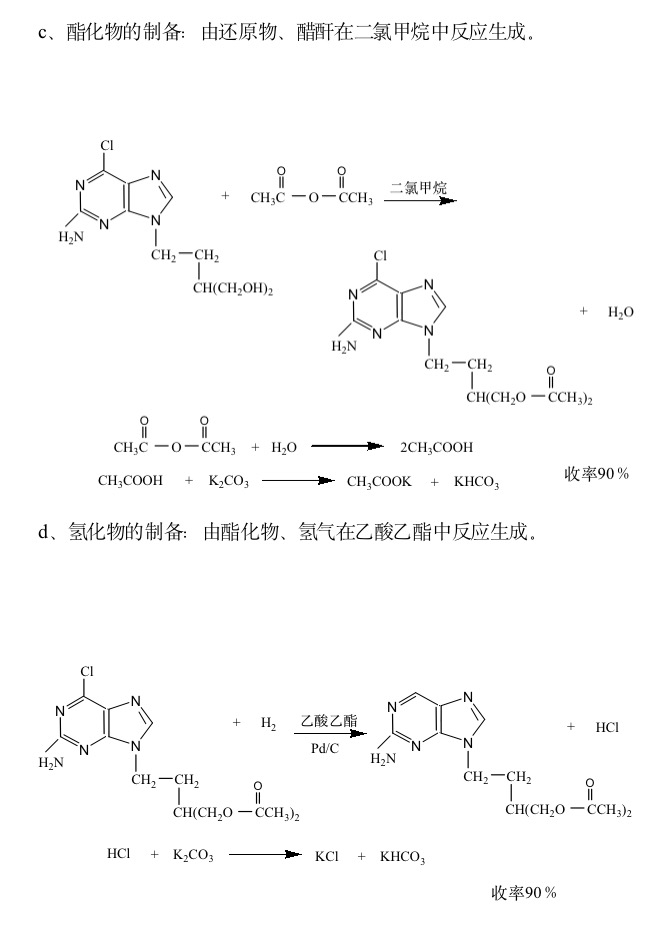 c、酯化物的制备：由还原物、醋酐在二氯甲烷中反应生成。
Cl
N
N
N
N
H₂N
CH₂—CH₂
CH(CH₂OH)₂
+
O
O
CH₃C—O—CCH₃
二氯甲烷
Cl
N
N
N
N
H₂N
CH₂—CH₂
O
CH(CH₂O—CCH₃)₂
+ H₂O
O
O
CH₃C—O—CCH₃ + H₂O 2CH₃COOH
CH₃COOH + K₂CO₃ CH₃COOK + KHCO₃
收率90%
d、氢化物的制备：由酯化物、氢气在乙酸乙酯中反应生成。
Cl
N
N
N
N
H₂N
CH₂—CH₂
O
CH(CH₂O—CCH₃)₂
+ H₂
乙酸乙酯
Pd/C
N
N
N
N
H₂N
CH₂—CH₂
O
CH(CH₂O—CCH₃)₂
+ HCl
HCl + K₂CO₃ KCl + KHCO₃
收率90%